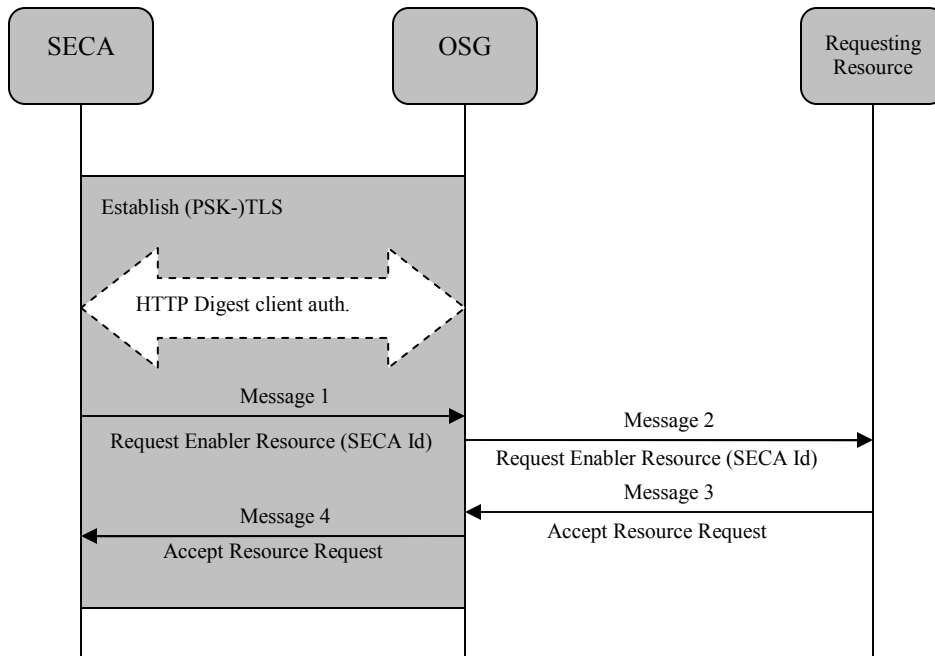 SECA
OSG
Requesting
Resource
Establish (PSK-)TLS
HTTP Digest client auth.
Message 1
Request Enabler Resource (SECA Id)
Message 2
Request Enabler Resource (SECA Id)
Message 3
Accept Resource Request
Message 4
Accept Resource Request